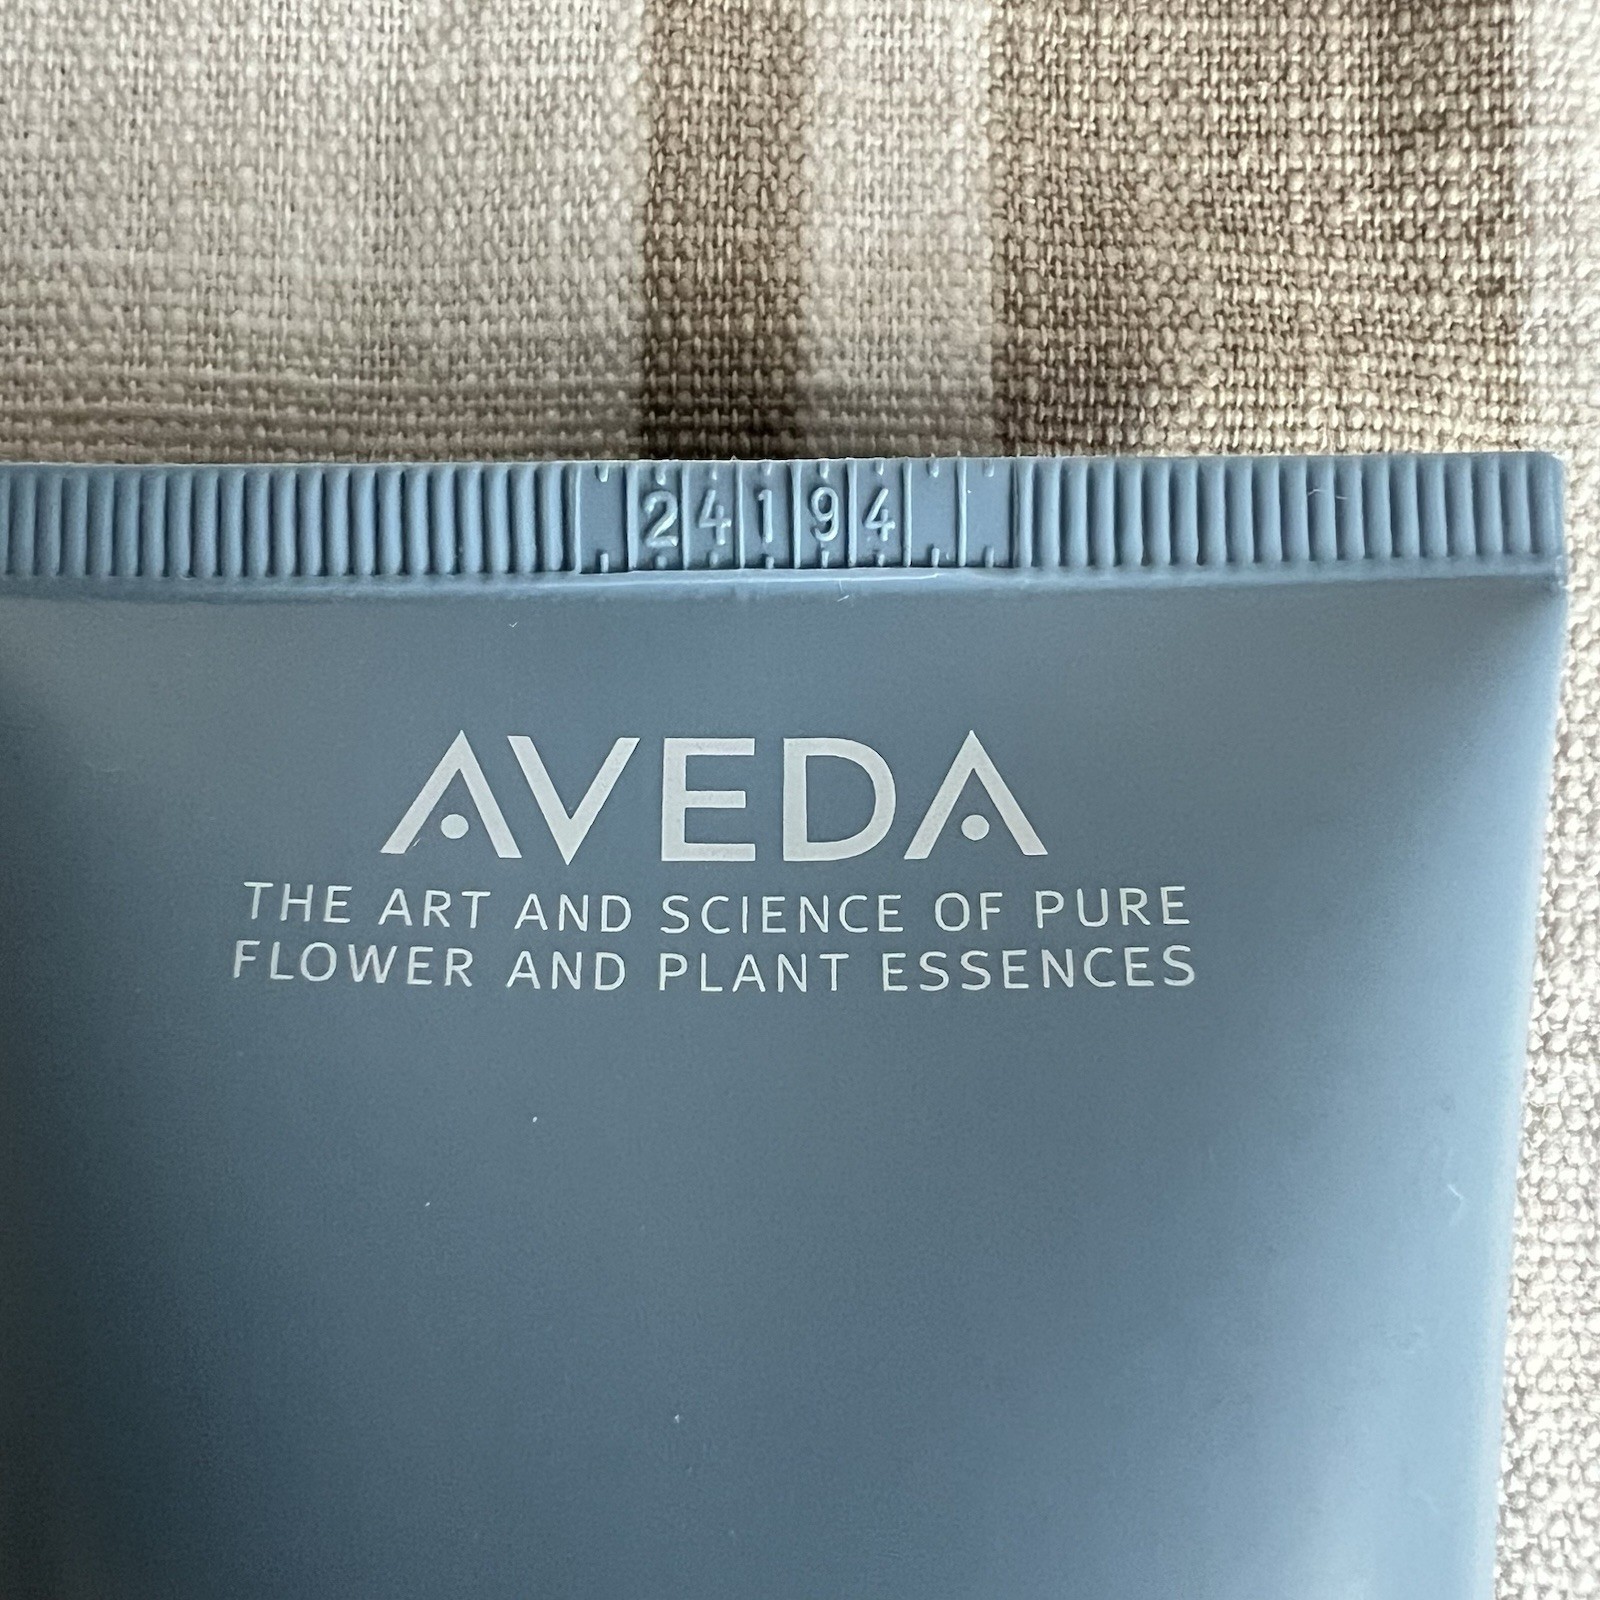 24194
AVEDA
THE ART AND SCIENCE OF PURE
FLOWER AND PLANT ESSENCES